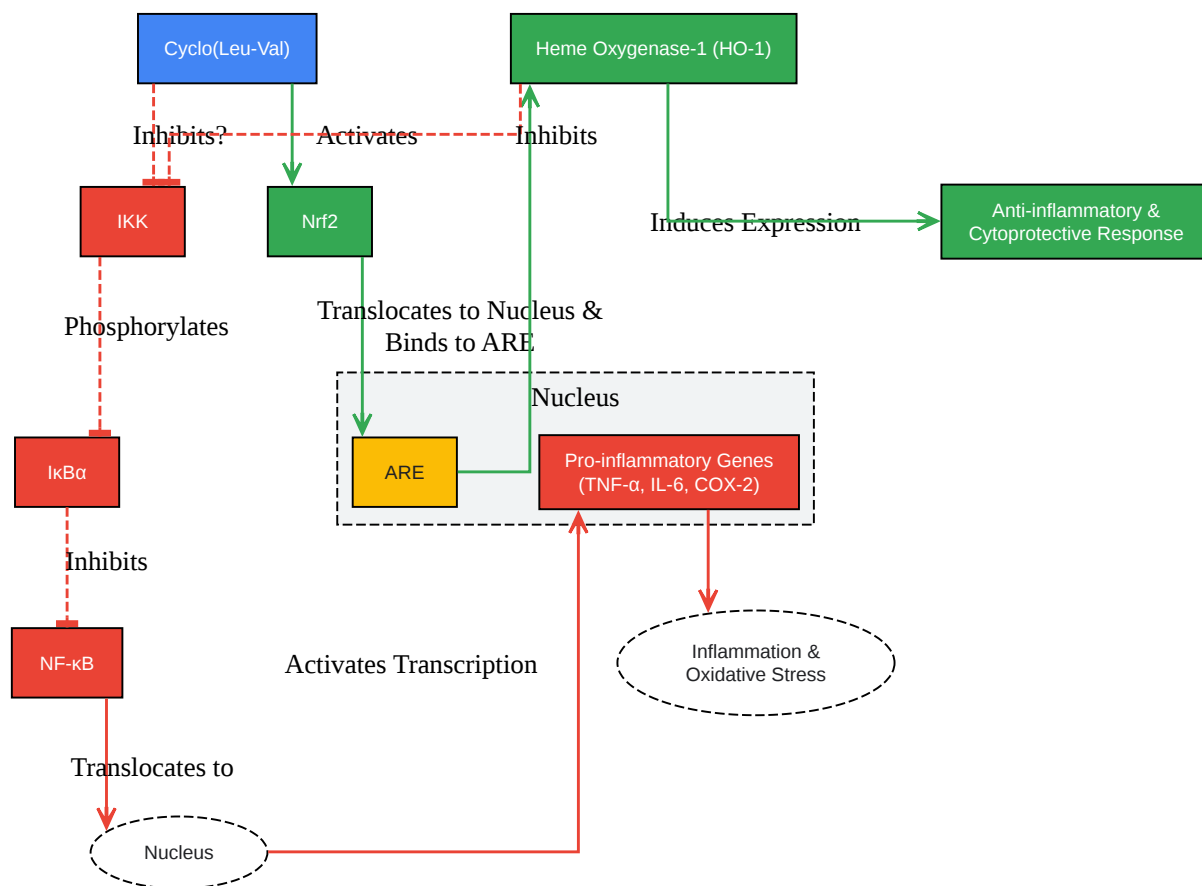 Cyclo(Leu-Val)
Heme Oxygenase-1 (HO-1)
Inhibits?
Activates
Inhibits
IKK
Nrf2
Induces Expression
Anti-inflammatory &
Cytoprotective Response
Phosphorylates
Translocates to Nucleus &
Binds to ARE
Nucleus
IκBα
ARE
Pro-inflammatory Genes
(TNF-α, IL-6, COX-2)
Inhibits
NF-κB
Activates Transcription
Inflammation &
Oxidative Stress
Translocates to
Nucleus